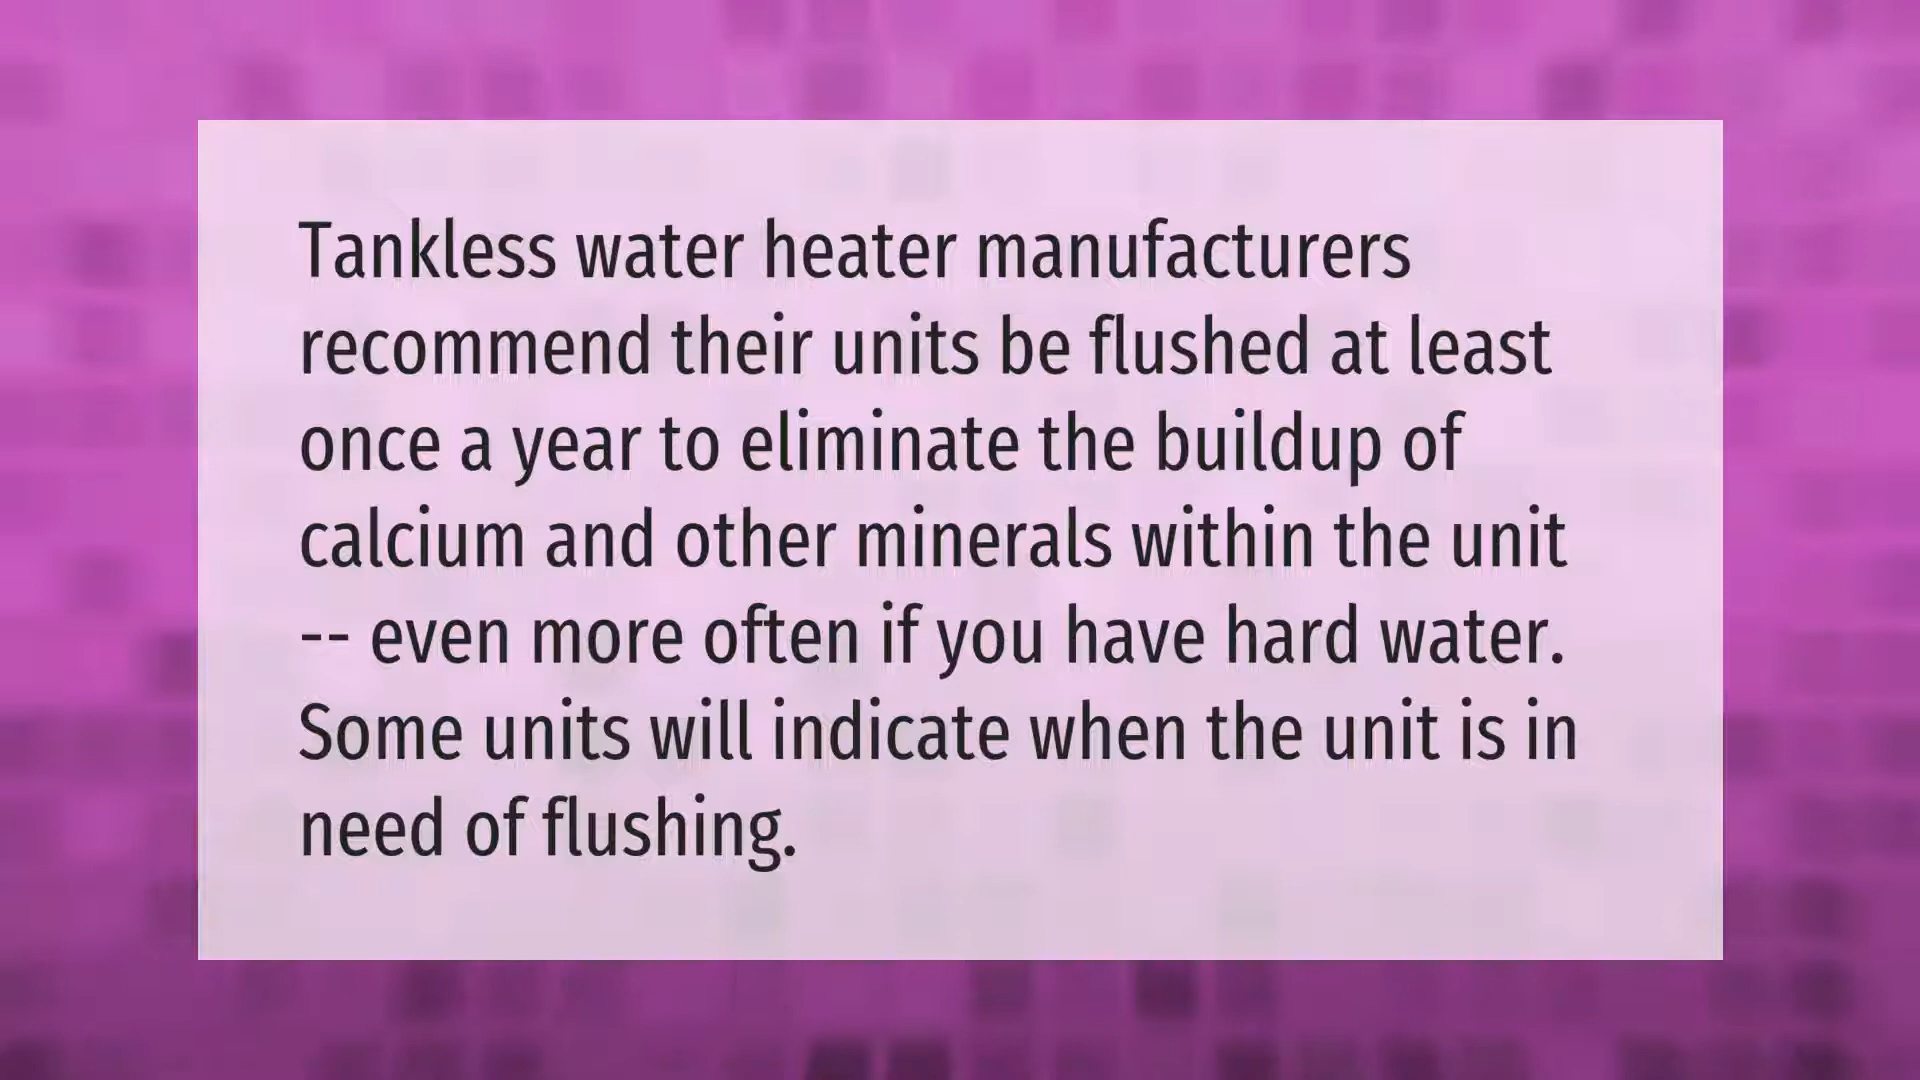 Tankless water heater manufacturers
recommend their units be flushed at least
once a year to eliminate the buildup of
calcium and other minerals within the unit
-- even more often if you have hard water.
Some units will indicate when the unit is in
need of flushing.